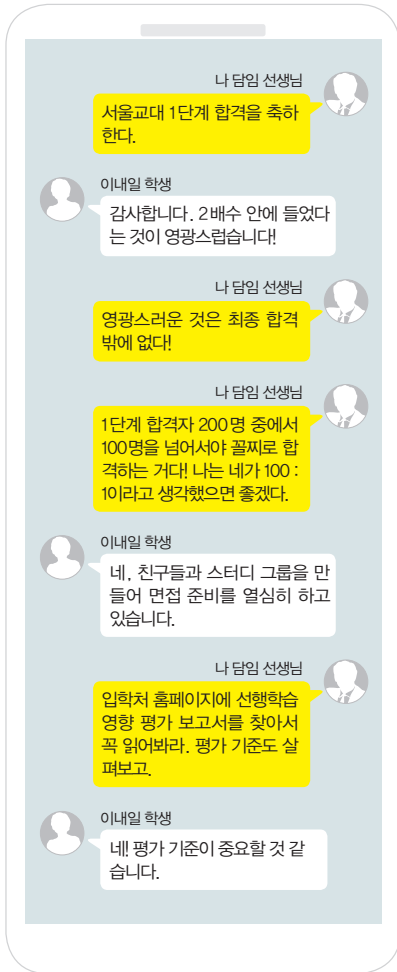 나 담임 선생님
서울교대 1단계 합격을 축하
한다.
이내일 학생
감사합니다. 2배수 안에 들었다
는 것이 영광스럽습니다!
나 담임 선생님
영광스러운 것은 최종 합격
밖에 없다!
나 담임 선생님
1단계 합격자 200명 중에서
100명을 넘어서야 꼴찌로 합
격하는 거다! 나는 네가 100 :
1이라고 생각했으면 좋겠다.
이내일 학생
네, 친구들과 스터디 그룹을 만
들어 면접 준비를 열심히 하고
있습니다.
나 담임 선생님
입학처 홈페이지에 선행학습
영향 평가 보고서를 찾아서
꼭 읽어봐라. 평가 기준도 살
펴보고.
이내일 학생
네! 평가 기준이 중요할 것 같
습니다.